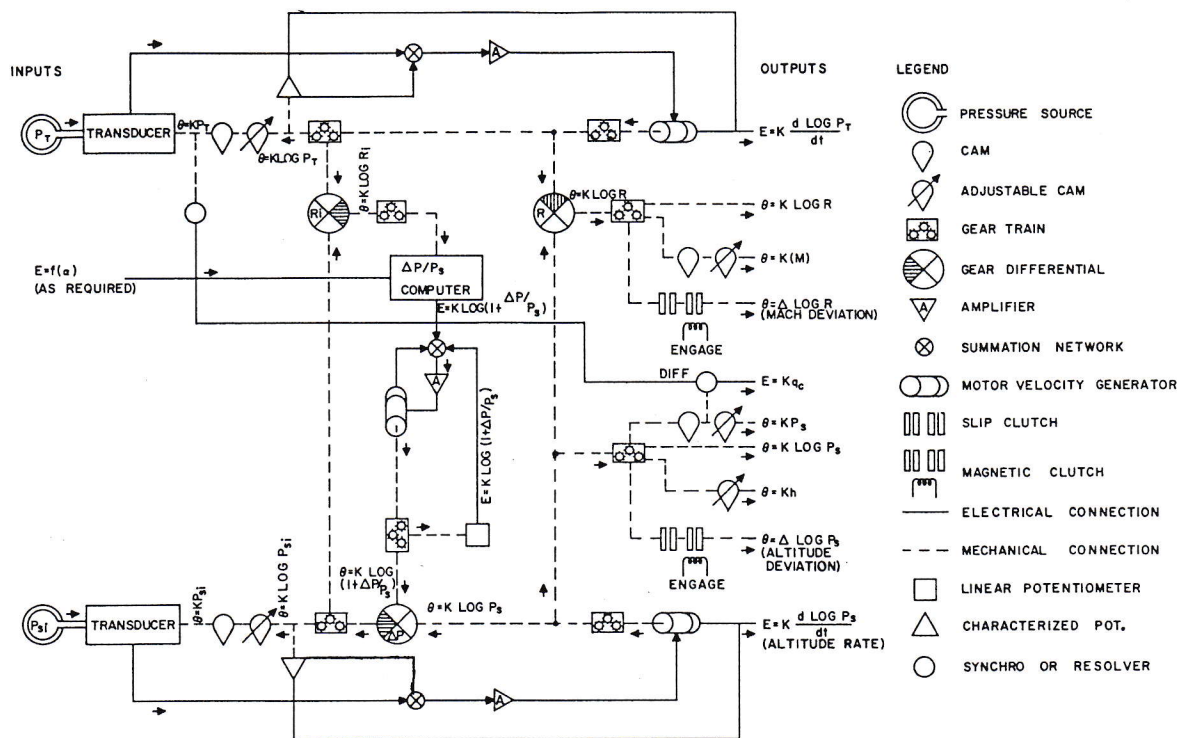 INPUTS
OUTPUTS
LEGEND
P_T
TRANSDUCER
θ=KP_T
θ=K LOG P_T
θ=K LOG Ri
A
E=K d LOG P_T
dt
Ri
R
θ=K LOG R
θ= K LOG R
θ= K(M)
θ=Δ LOG R
(MACH DEVIATION)
ENGAGE
E=f(α)
(AS REQUIRED)
ΔP/P_S
COMPUTER
E=K LOG(1+ ΔP/P_S)
A
E=K LOG (1+ΔP/P_S)
DIFF
E= Kq_c
θ=KP_S
θ=K LOG P_S
θ=Kh
θ=Δ LOG P_S
(ALTITUDE
DEVIATION)
ENGAGE
P_Si
TRANSDUCER
θ=KP_Si
θ=K LOG P_Si
θ=K LOG
(1+ΔP/P_S)
ΔP
θ=K LOG P_S
E=K d LOG P_S
dt
(ALTITUDE RATE)
A
PRESSURE SOURCE
CAM
ADJUSTABLE CAM
GEAR TRAIN
GEAR DIFFERENTIAL
A
AMPLIFIER
SUMMATION NETWORK
MOTOR VELOCITY GENERATOR
SLIP CLUTCH
MAGNETIC CLUTCH
ELECTRICAL CONNECTION
MECHANICAL CONNECTION
LINEAR POTENTIOMETER
CHARACTERIZED POT.
SYNCHRO OR RESOLVER